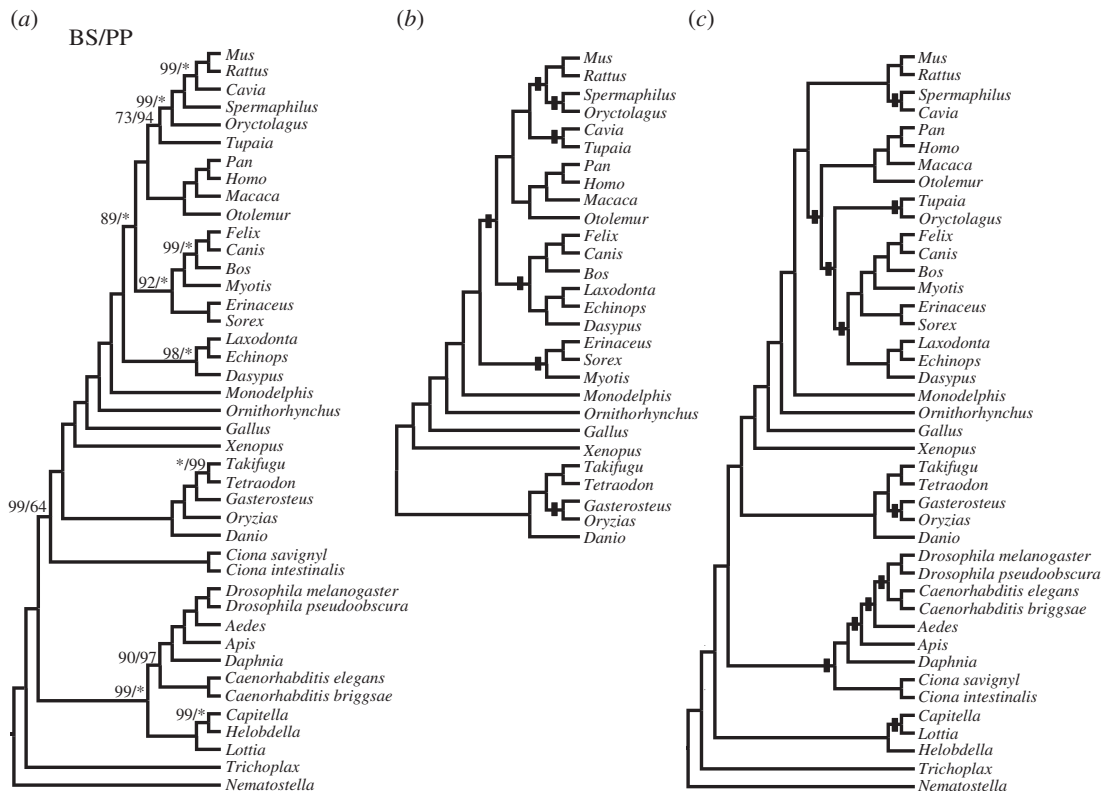 (a)
BS/PP
Mus
Rattus
Cavia
Spermaphilus
Oryctolagus
Tupaia
Pan
Homo
Macaca
Otolemur
Felix
Canis
Bos
Myotis
Erinaceus
Sorex
Laxodonta
Echinops
Dasypus
Monodelphis
Ornithorhynchus
Gallus
Xenopus
Takifugu
Tetraodon
Gasterosteus
Oryzias
Danio
Ciona savignyl
Ciona intestinalis
Drosophila melanogaster
Drosophila pseudoobscura
Aedes
Apis
Daphnia
Caenorhabditis elegans
Caenorhabditis briggsae
Capitella
Helobdella
Lottia
Trichoplax
Nematostella
99/*
99/*
73/94
89/*
99/*
92/*
98/*
*/99
99/64
90/97
99/*
99/*
(b)
Mus
Rattus
Spermaphilus
Oryctolagus
Cavia
Tupaia
Pan
Homo
Macaca
Otolemur
Felix
Canis
Bos
Laxodonta
Echinops
Dasypus
Erinaceus
Sorex
Myotis
Monodelphis
Ornithorhynchus
Gallus
Xenopus
Takifugu
Tetraodon
Gasterosteus
Oryzias
Danio
(c)
Mus
Rattus
Spermaphilus
Cavia
Pan
Homo
Macaca
Otolemur
Tupaia
Oryctolagus
Felix
Canis
Bos
Myotis
Erinaceus
Sorex
Laxodonta
Echinops
Dasypus
Monodelphis
Ornithorhynchus
Gallus
Xenopus
Takifugu
Tetraodon
Gasterosteus
Oryzias
Danio
Drosophila melanogaster
Drosophila pseudoobscura
Caenorhabditis elegans
Caenorhabditis briggsae
Aedes
Apis
Daphnia
Ciona savignyl
Ciona intestinalis
Capitella
Lottia
Helobdella
Trichoplax
Nematostella